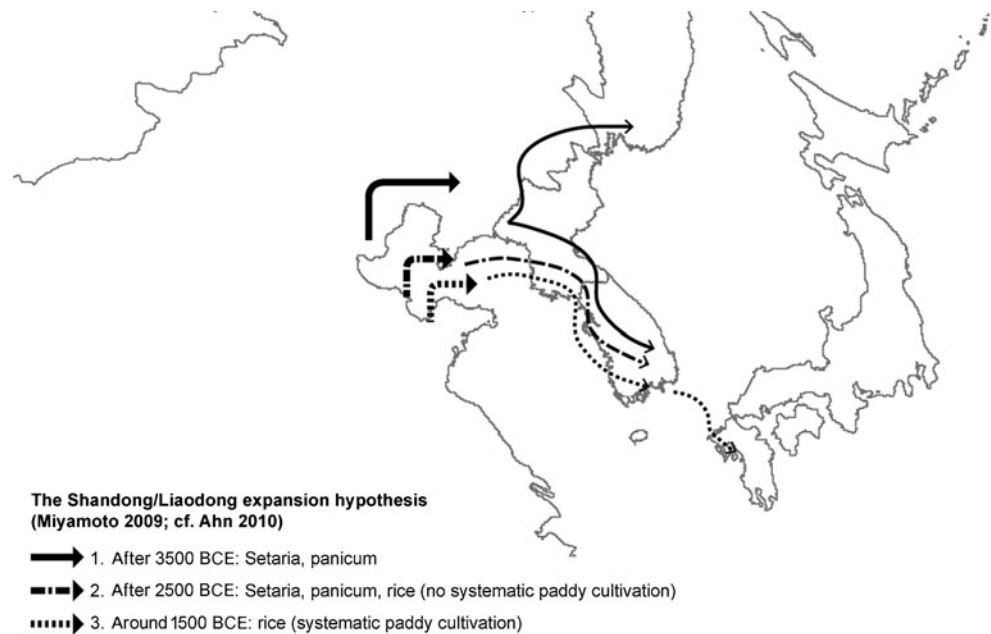 The Shandong/Liaodong expansion hypothesis
(Miyamoto 2009; cf. Ahn 2010)
1. After 3500 BCE: Setaria, panicum
2. After 2500 BCE: Setaria, panicum, rice (no systematic paddy cultivation)
3. Around 1500 BCE: rice (systematic paddy cultivation)